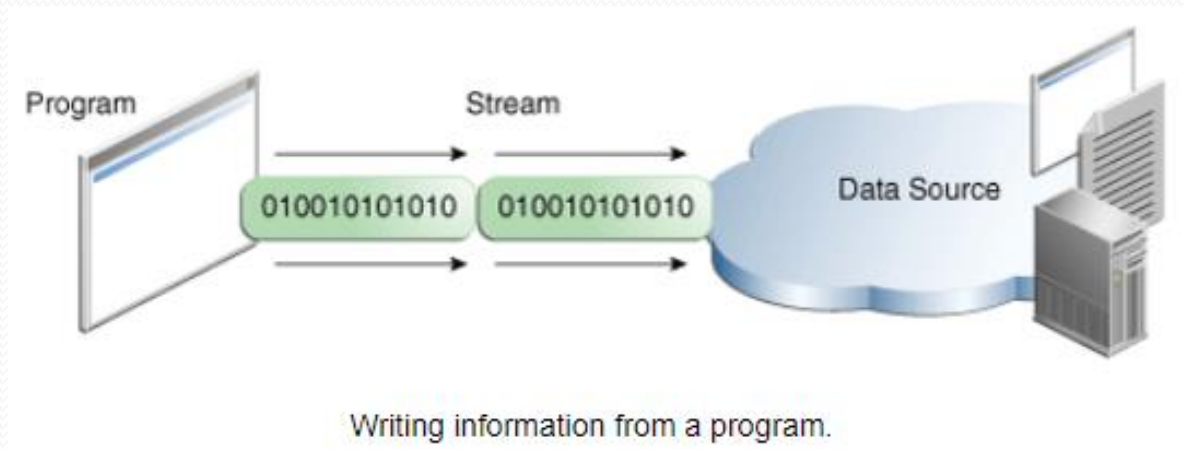 Program
Stream
010010101010 010010101010
Data Source
Writing information from a program.